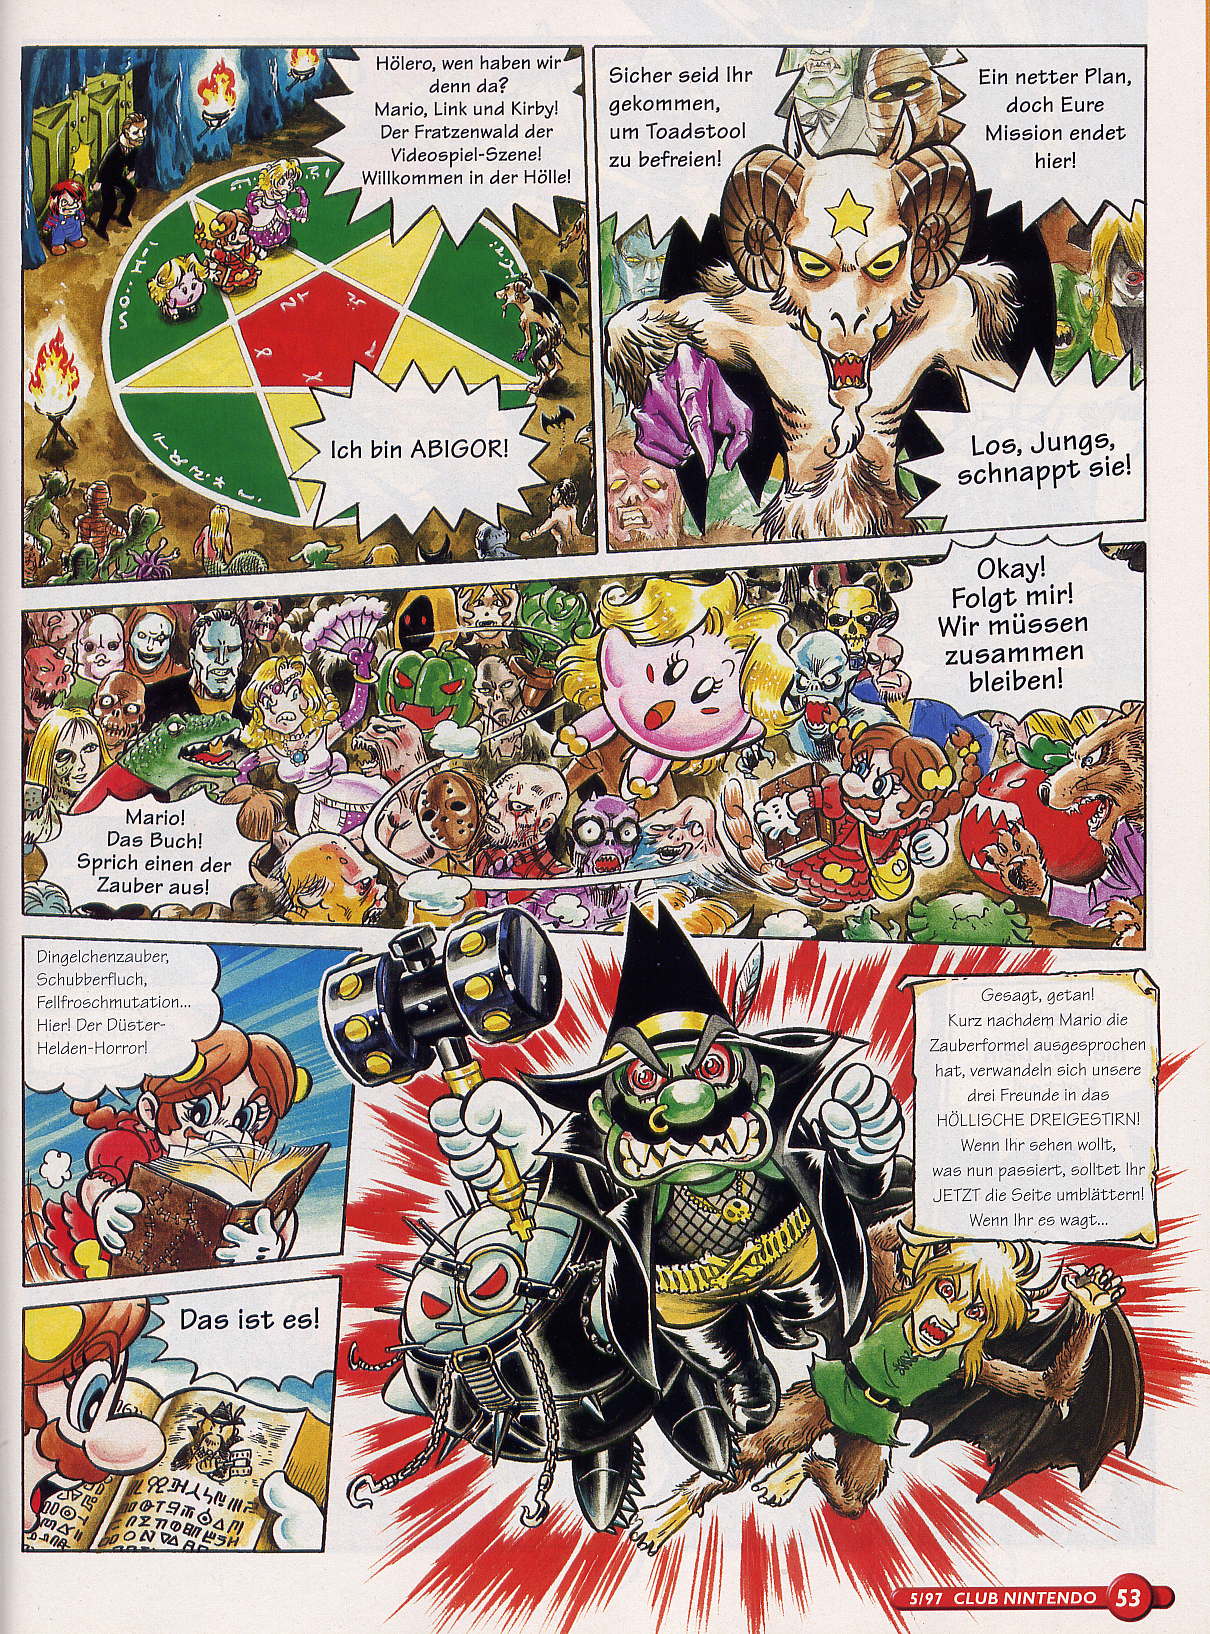 Hölero, wen haben wir
denn da?
Mario, Link und Kirby!
Der Fratzenwald der
Videospiel-Szene!
Willkommen in der Hölle!
Ich bin ABIGOR!
Sicher seid Ihr
gekommen,
um Toadstool
zu befreien!
Ein netter Plan,
doch Eure
Mission endet
hier!
Los, Jungs,
schnappt sie!
Mario!
Das Buch!
Sprich einen der
Zauber aus!
Okay!
Folgt mir!
Wir müssen
zusammen
bleiben!
Dingelchenzauber,
Schubberfluch,
Fellfroschmutation...
Hier! Der Düster-
Helden-Horror!
Das ist es!
Gesagt, getan!
Kurz nachdem Mario die
Zauberformel ausgesprochen
hat, verwandeln sich unsere
drei Freunde in das
HÖLLISCHE DREIGESTIRN!
Wenn Ihr sehen wollt,
was nun passiert, solltet Ihr
JETZT die Seite umblättern!
Wenn Ihr es wagt...
5/97 CLUB NINTENDO 53